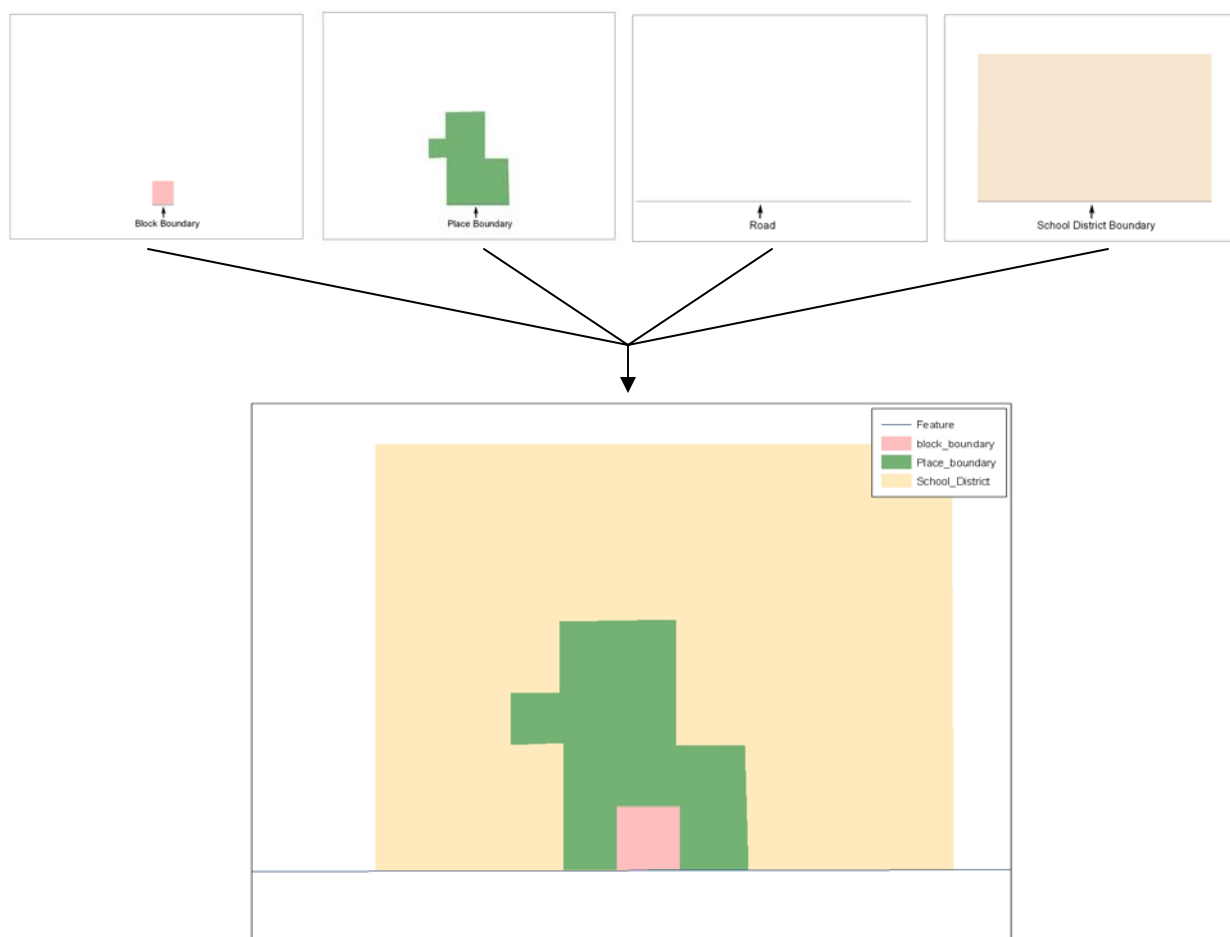 Block Boundary
Place Boundary
Road
School District Boundary
Feature
block_boundary
Place_boundary
School_District